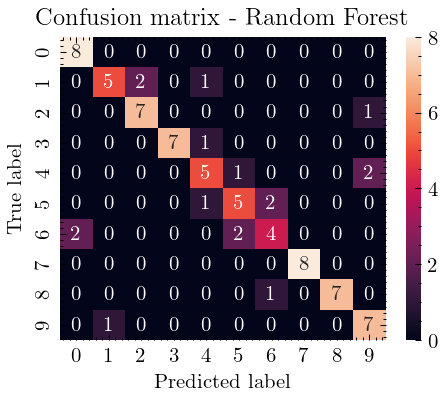 Confusion matrix - Random Forest
True label
0 8 0 0 0 0 0 0 0 0 0
1 0 5 2 0 1 0 0 0 0 0
2 0 0 7 0 0 0 0 0 0 1
3 0 0 0 7 1 0 0 0 0 0
4 0 0 0 0 5 1 0 0 0 2
5 0 0 0 0 1 5 2 0 0 0
6 2 0 0 0 0 2 4 0 0 0
7 0 0 0 0 0 0 0 8 0 0
8 0 0 0 0 0 0 1 0 7 0
9 0 1 0 0 0 0 0 0 0 7
0 1 2 3 4 5 6 7 8 9
Predicted label
8
6
4
2
0